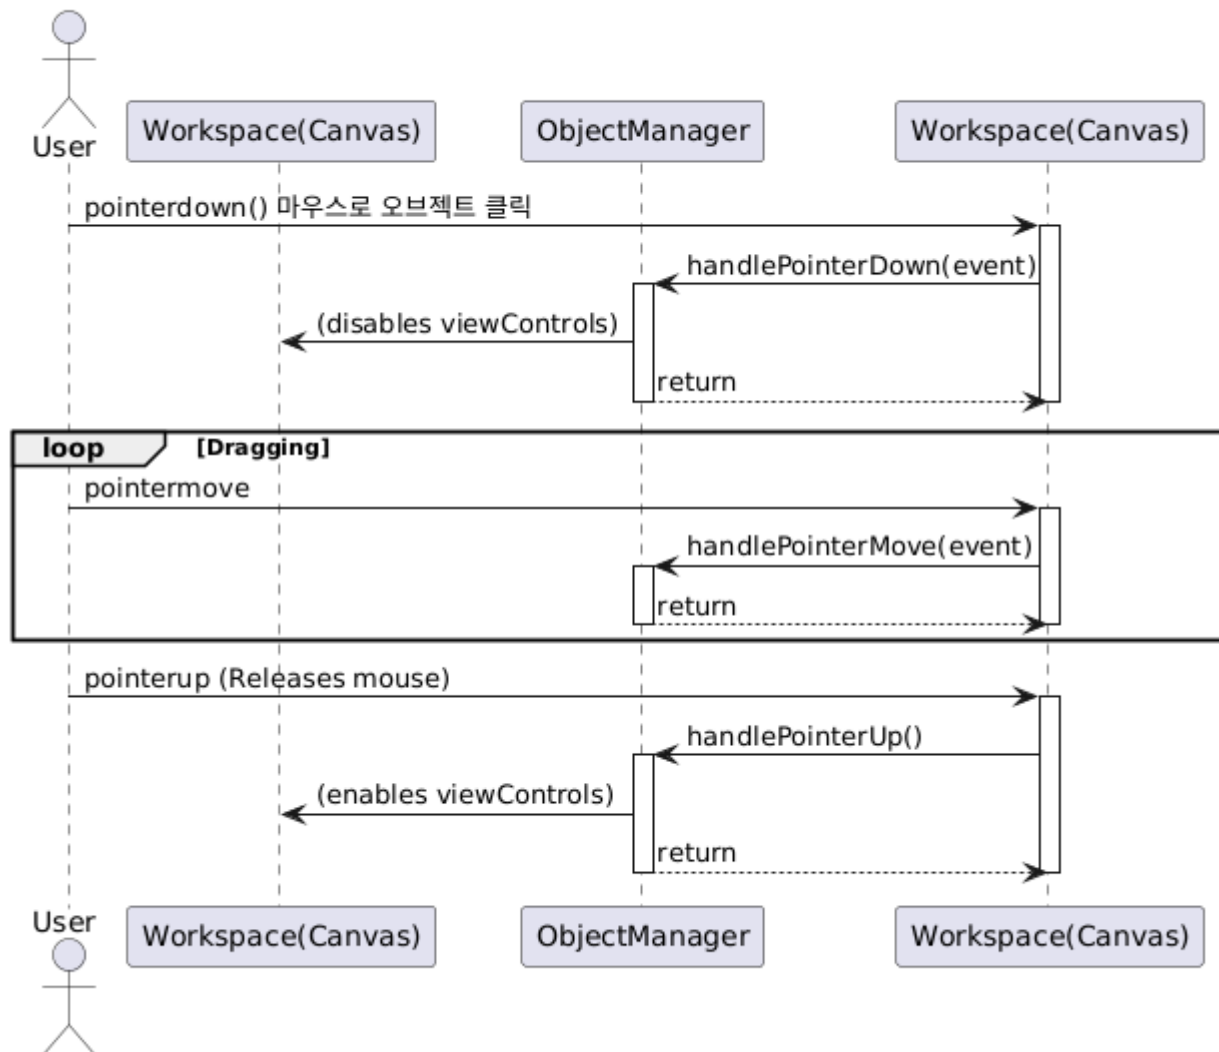 User
Workspace(Canvas)
ObjectManager
Workspace(Canvas)
pointerdown() 마우스로 오브젝트 클릭
handlePointerDown(event)
(disables viewControls)
return
loop
[Dragging]
pointermove
handlePointerMove(event)
return
pointerup (Releases mouse)
handlePointerUp()
(enables viewControls)
return
User
Workspace(Canvas)
ObjectManager
Workspace(Canvas)